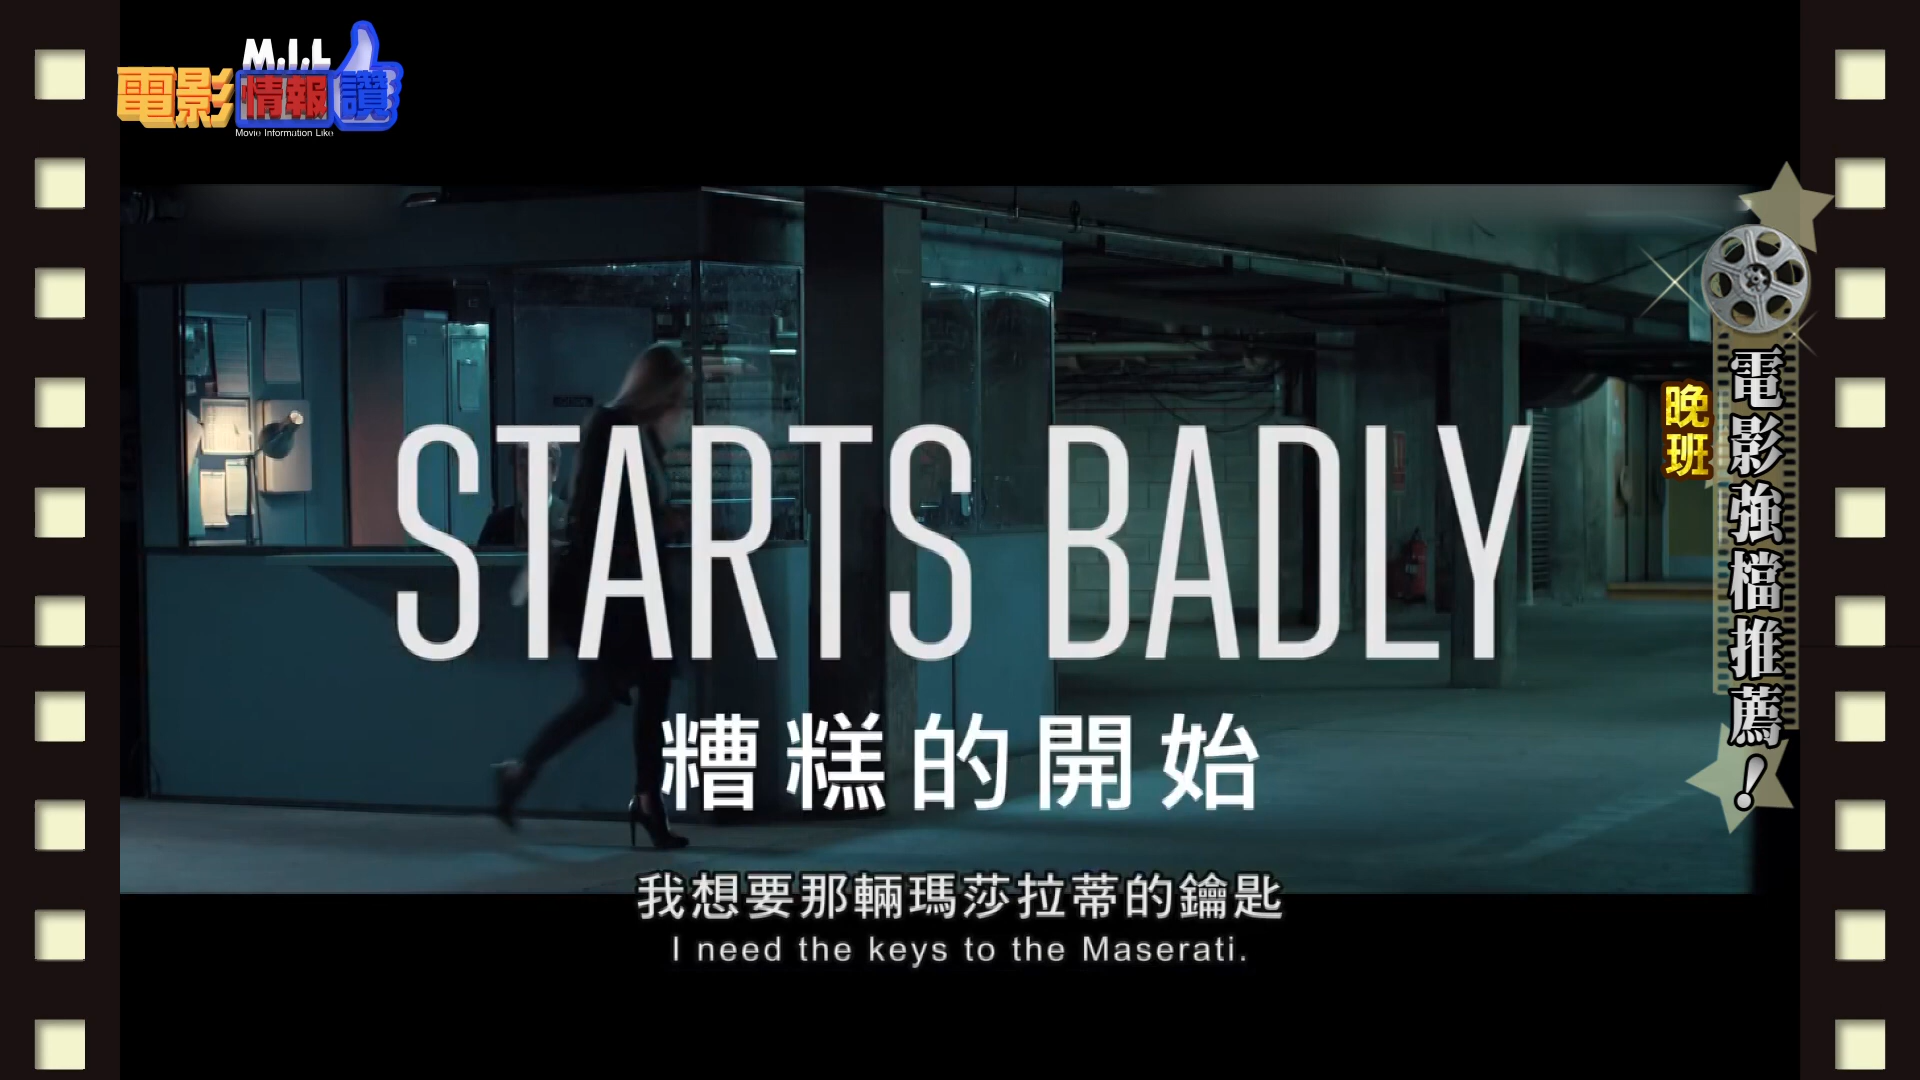 M.I.L
電影情報讚
Movie Information Like
STARTS BADLY
糟糕的開始
我想要那輛瑪莎拉蒂的鑰匙
I need the keys to the Maserati.
晚班
電影強檔推薦！